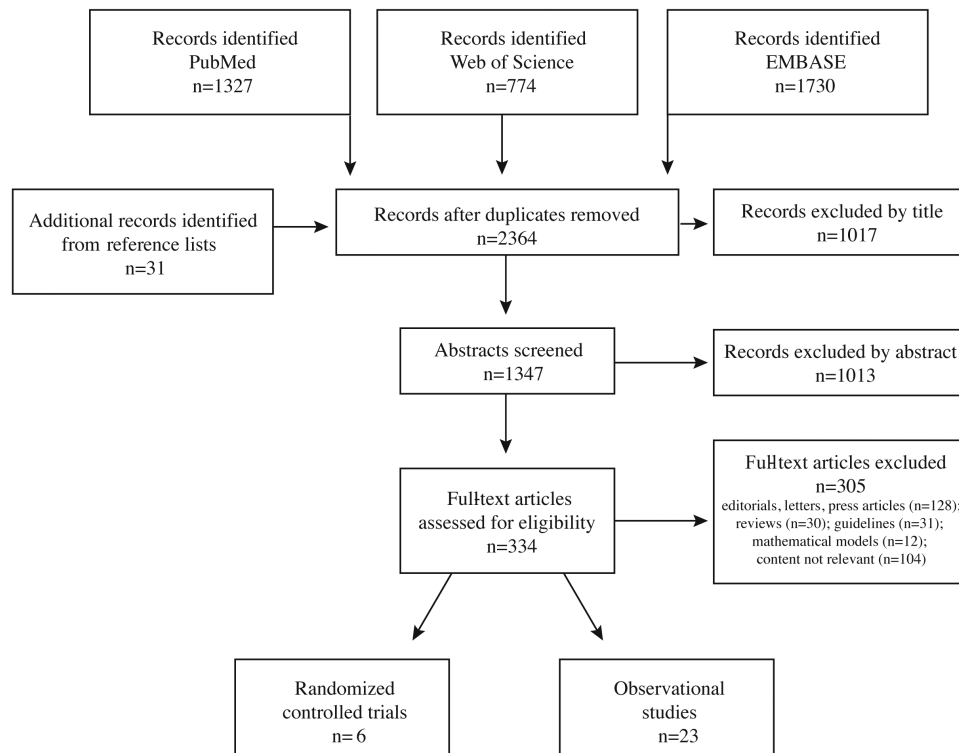 Records identified
PubMed
n=1327
Records identified
Web of Science
n=774
Records identified
EMBASE
n=1730
Additional records identified
from reference lists
n=31
Records after duplicates removed
n=2364
Records excluded by title
n=1017
Abstracts screened
n=1347
Records excluded by abstract
n=1013
Full-text articles
assessed for eligibility
n=334
Full-text articles excluded
n=305
editorials, letters, press articles (n=128);
reviews (n=30); guidelines (n=31);
mathematical models (n=12);
content not relevant (n=104)
Randomized
controlled trials
n= 6
Observational
studies
n=23